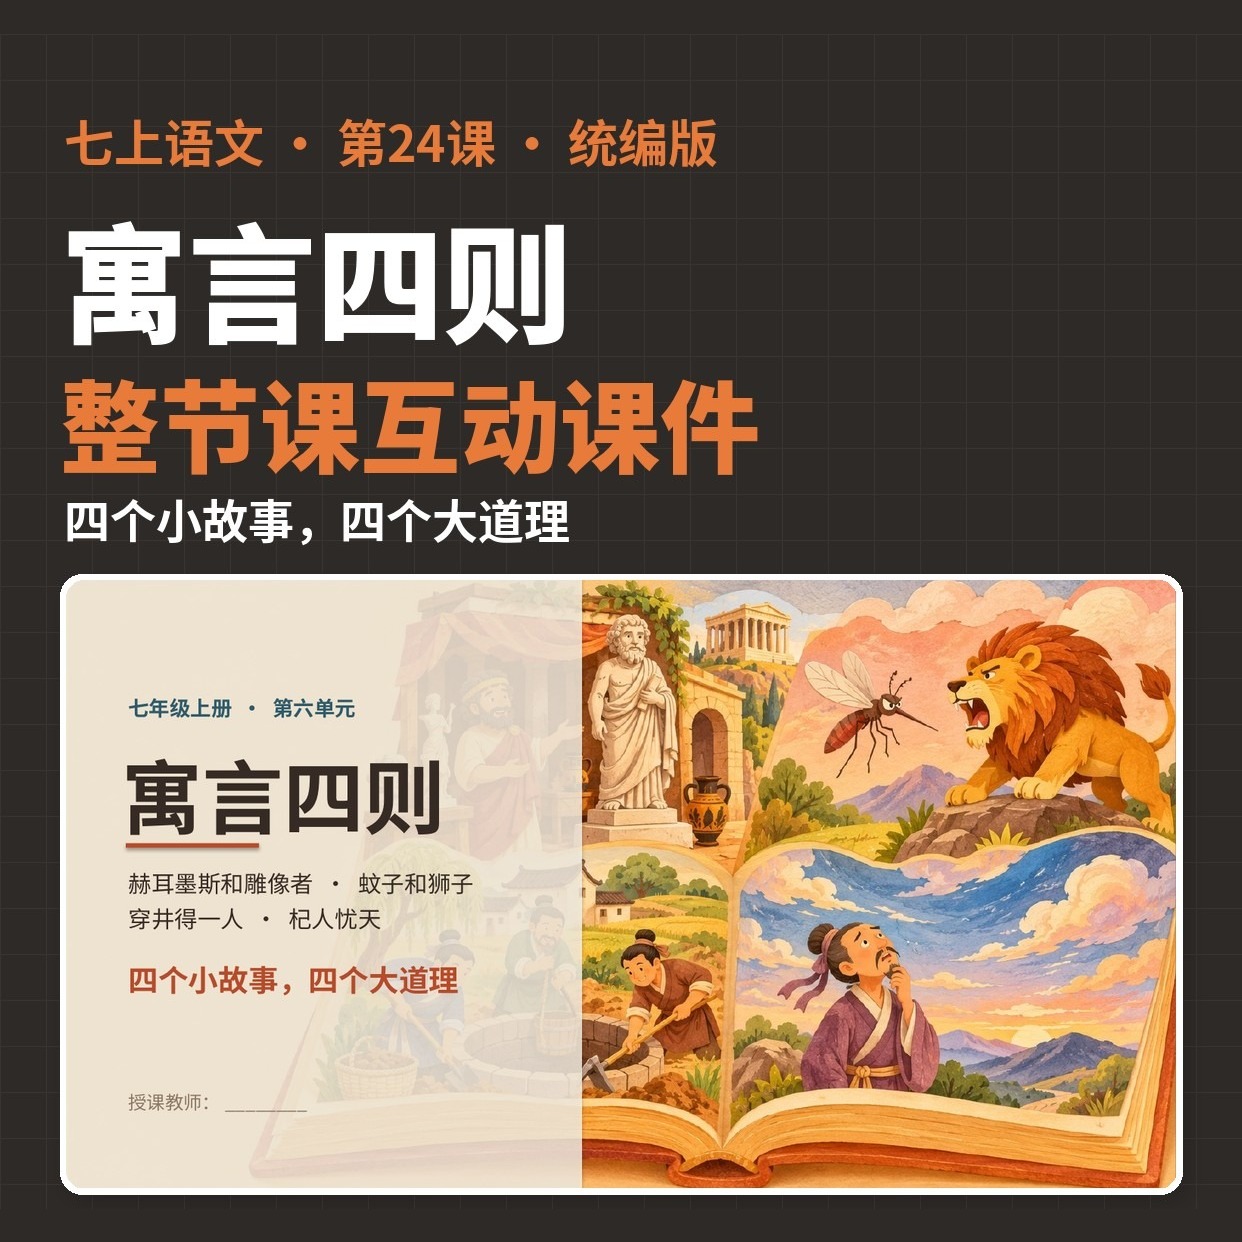 七上语文 · 第24课 · 统编版
寓言四则
整节课互动课件
四个小故事，四个大道理
七年级上册 · 第六单元
寓言四则
赫耳墨斯和雕像者 · 蚊子和狮子
穿井得一人 · 杞人忧天
四个小故事，四个大道理
授课教师：________